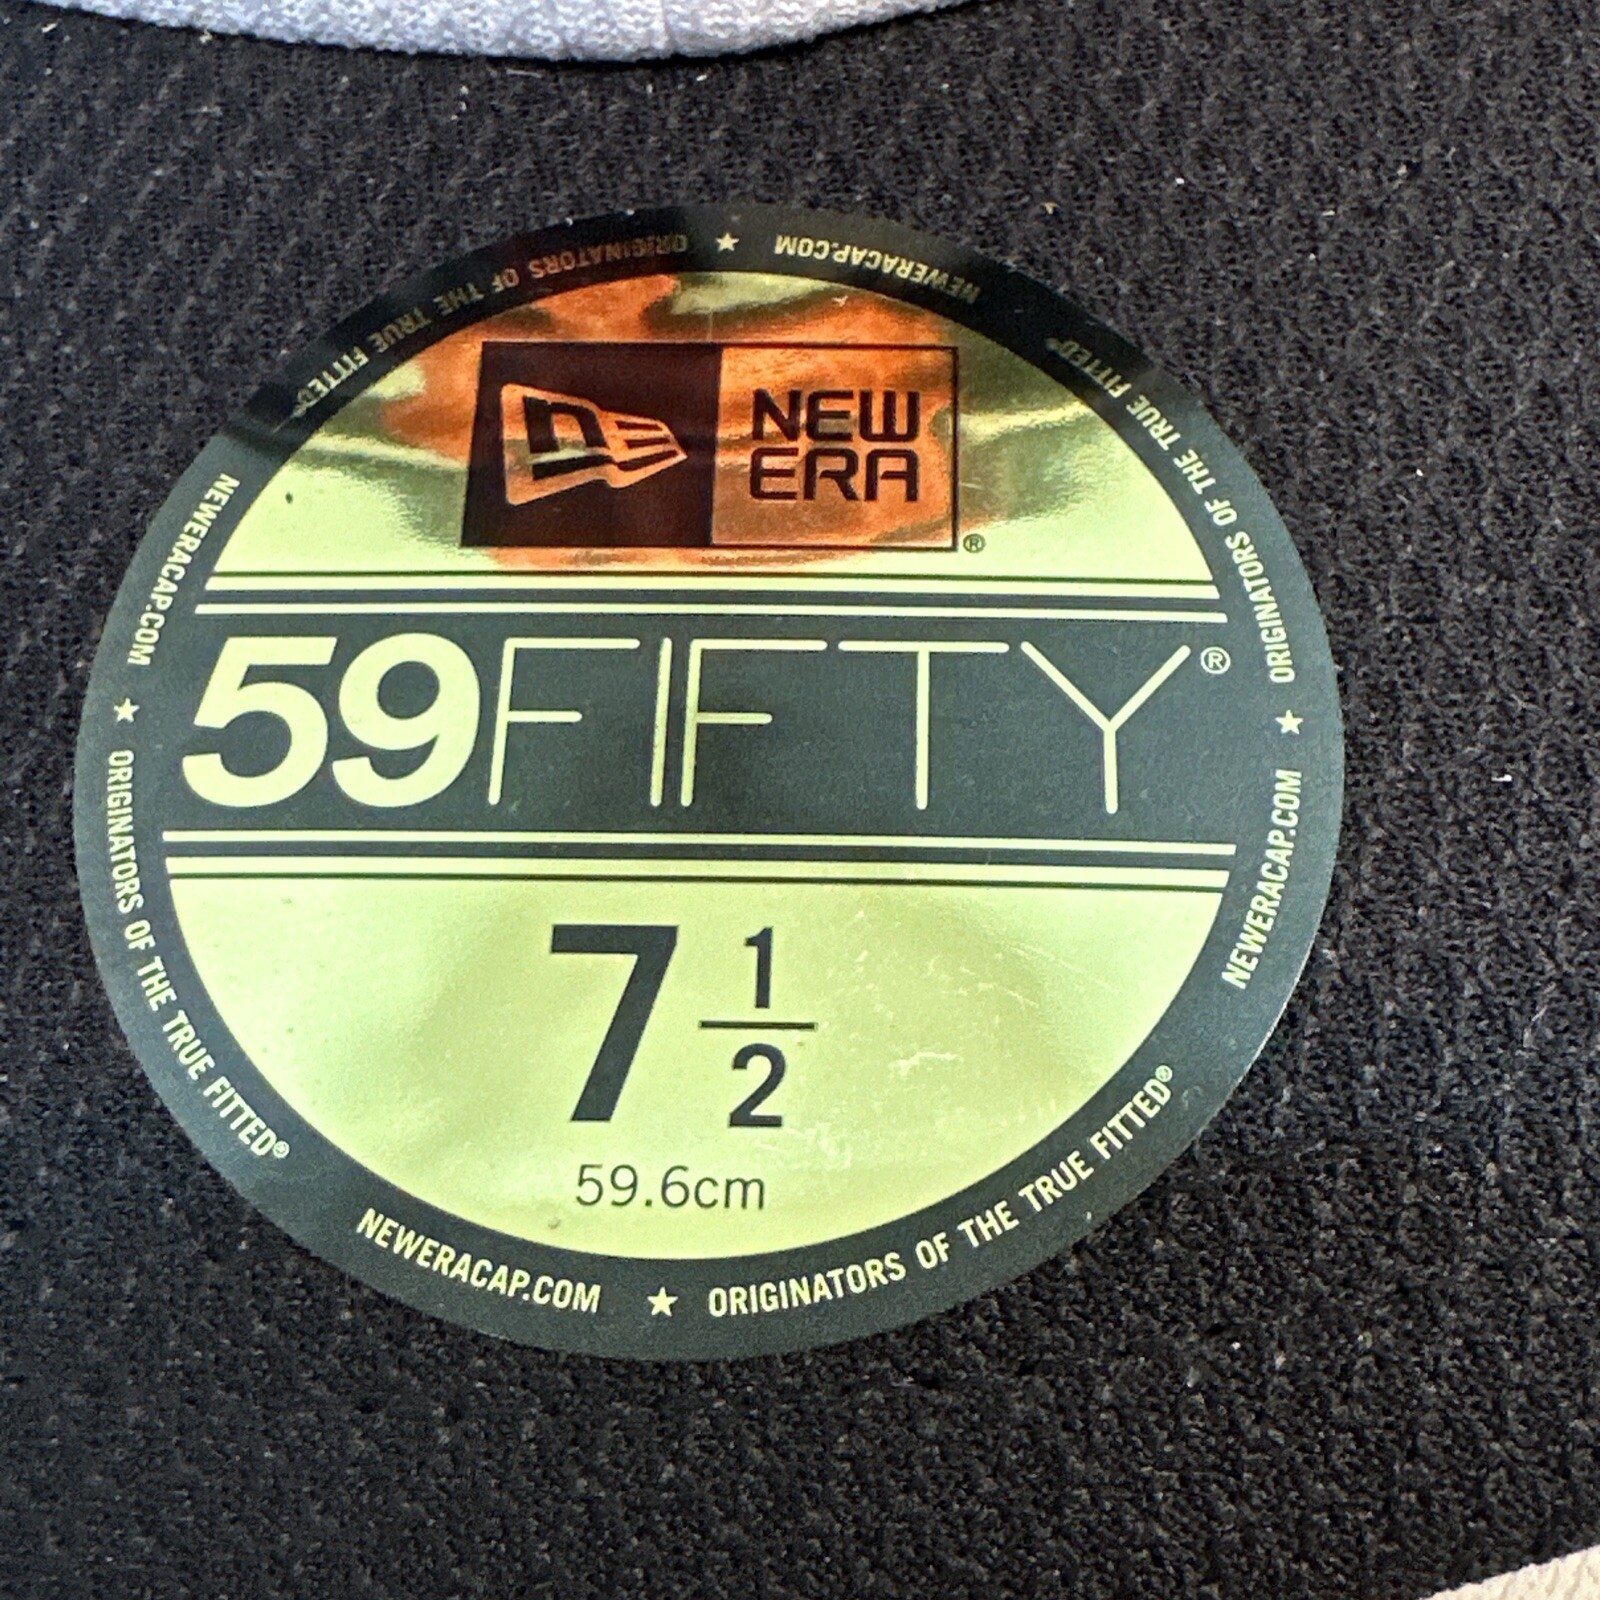 NEW
ERA
®
59FIFTY®
7 1/2
59.6cm
NEWERACAP.COM ★ ORIGINATORS OF THE TRUE FITTED®
NEWERACAP.COM ★ ORIGINATORS OF THE TRUE FITTED®
NEWERACAP.COM ★ ORIGINATORS OF THE TRUE FITTED®
NEWERACAP.COM ★ ORIGINATORS OF THE TRUE FITTED®